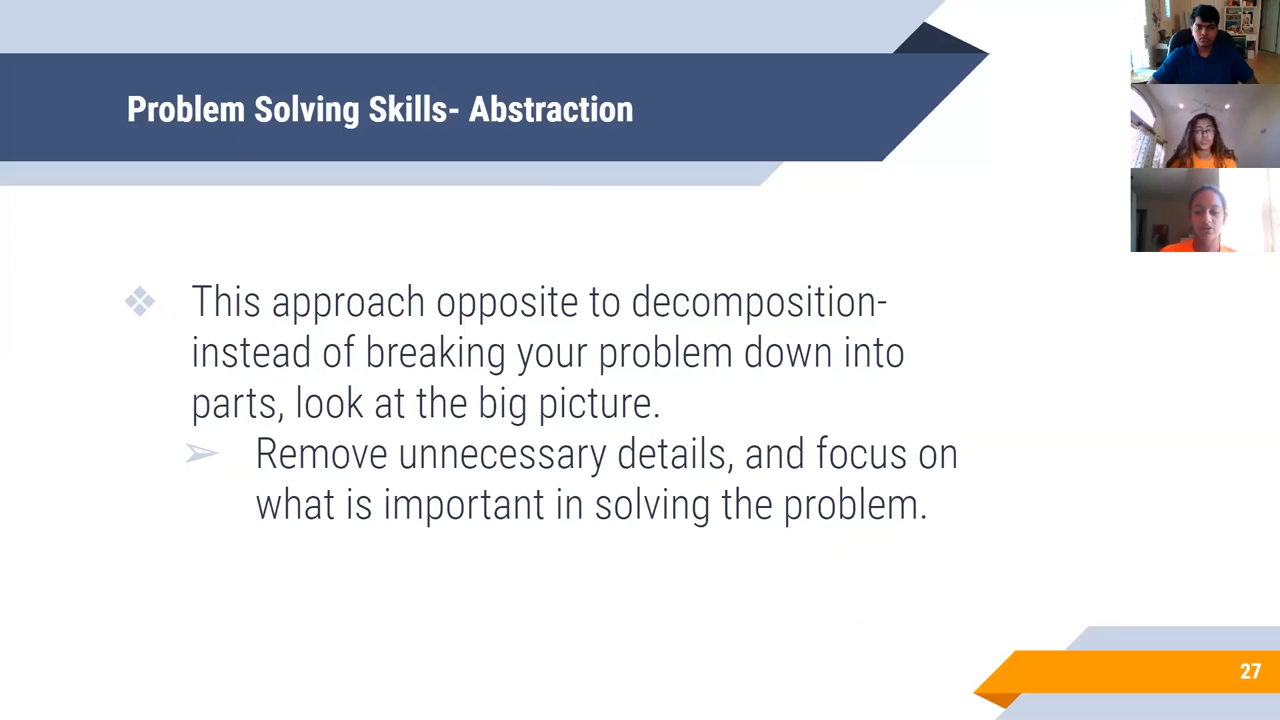 Problem Solving Skills- Abstraction
This approach opposite to decomposition-
instead of breaking your problem down into
parts, look at the big picture.
Remove unnecessary details, and focus on
what is important in solving the problem.
27